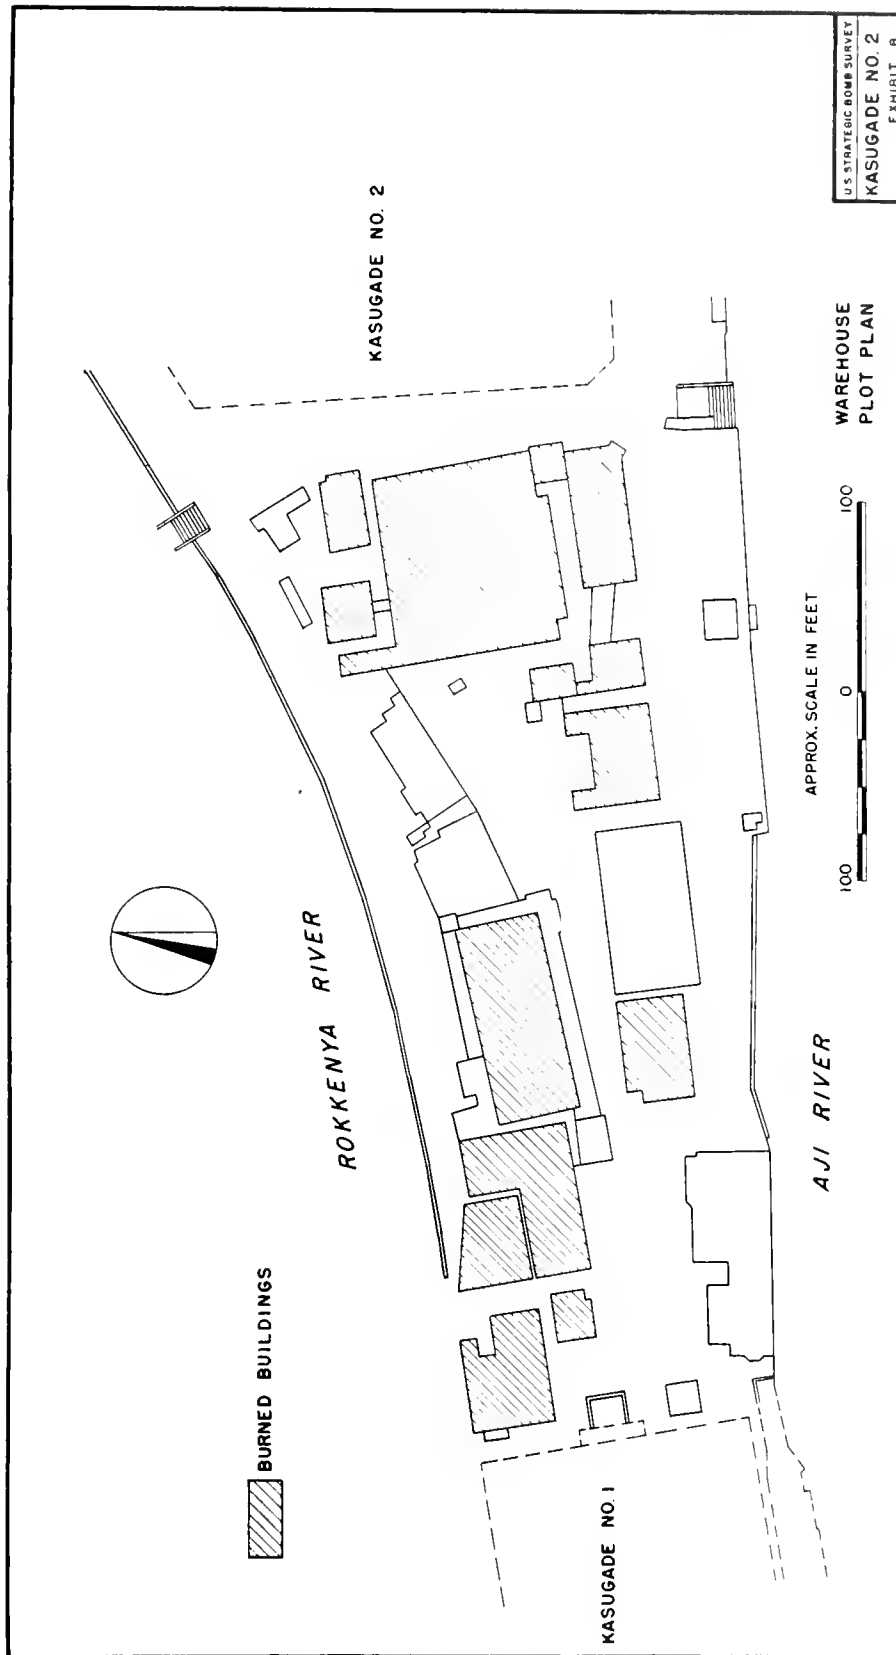 ROKKENYA RIVER
KASUGADE NO. 2
BURNED BUILDINGS
KASUGADE NO. 1
AJI RIVER
APPROX. SCALE IN FEET
100 0 100
WAREHOUSE
PLOT PLAN
U S STRATEGIC BOMB SURVEY
KASUGADE NO. 2
EXHIBIT